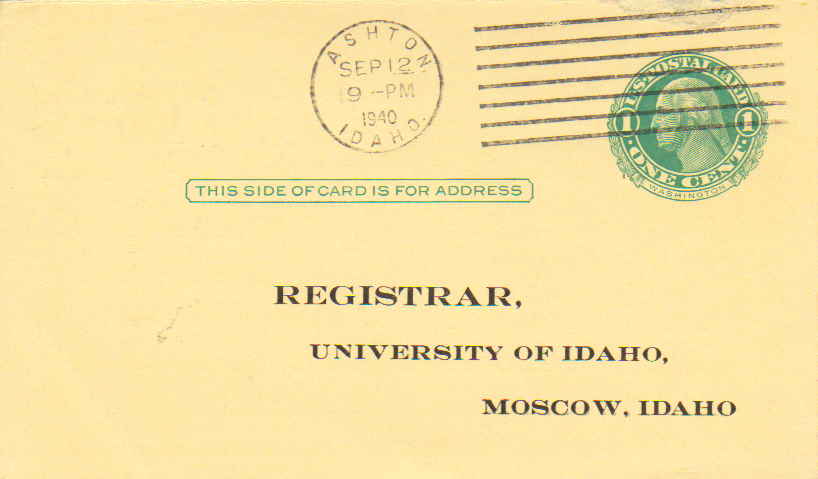 ASHTON
SEP 12
9-PM
1940
IDAHO.
U.S. POSTAL CARD
1 1
ONE CENT
WASHINGTON
THIS SIDE OF CARD IS FOR ADDRESS
REGISTRAR,
UNIVERSITY OF IDAHO,
MOSCOW, IDAHO